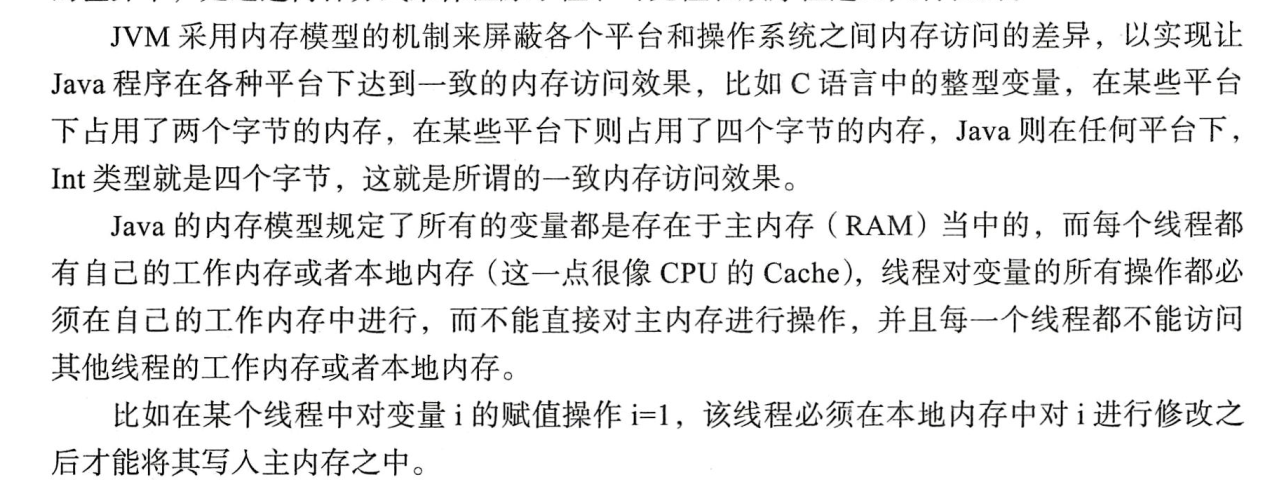 JVM 采用内存模型的机制来屏蔽各个平台和操作系统之间内存访问的差异，以实现让
Java 程序在各种平台下达到一致的内存访问效果，比如 C 语言中的整型变量，在某些平台
下占用了两个字节的内存，在某些平台下则占用了四个字节的内存，Java 则在任何平台下，
Int 类型就是四个字节，这就是所谓的一致内存访问效果。
Java 的内存模型规定了所有的变量都是存在于主内存（RAM）当中的，而每个线程都
有自己的工作内存或者本地内存（这一点很像 CPU 的 Cache），线程对变量的所有操作都必
须在自己的工作内存中进行，而不能直接对主内存进行操作，并且每一个线程都不能访问
其他线程的工作内存或者本地内存。
比如在某个线程中对变量 i 的赋值操作 i=1，该线程必须在本地内存中对 i 进行修改之
后才能将其写入主内存之中。